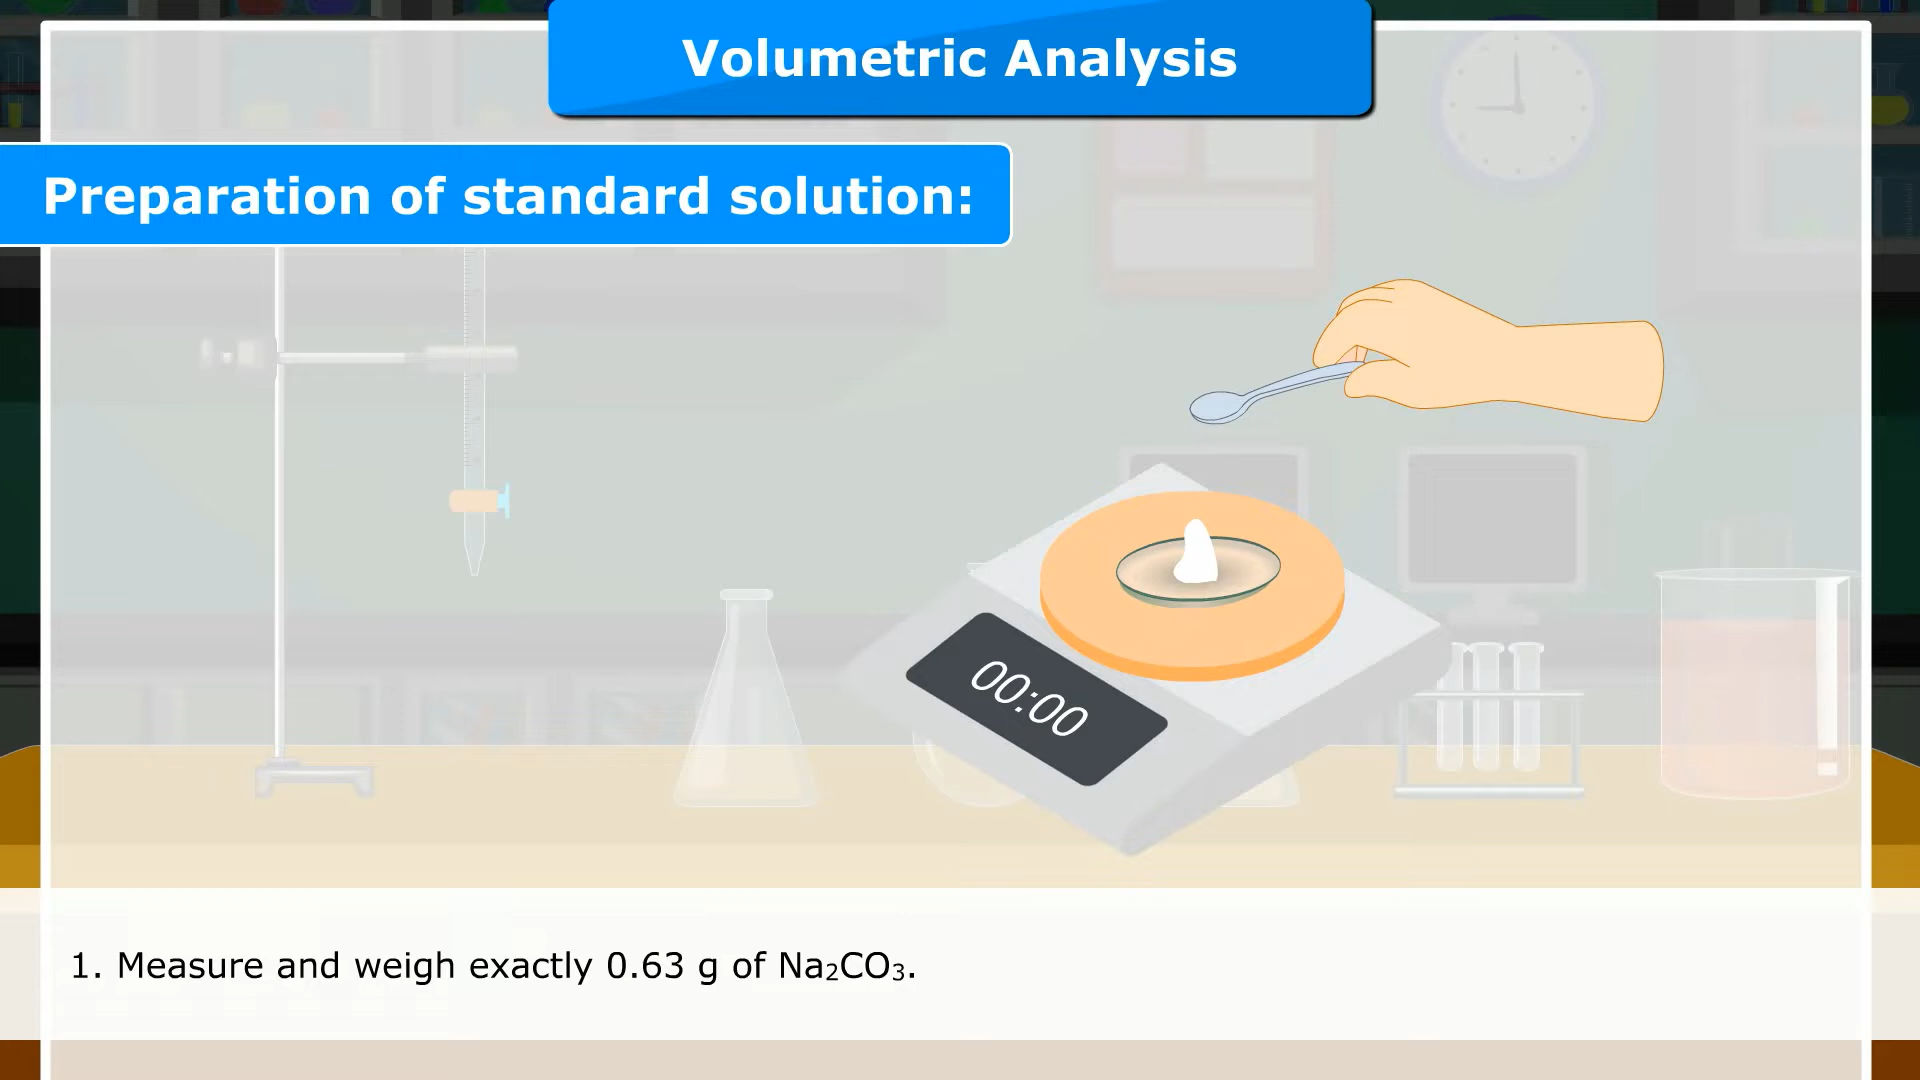 Volumetric Analysis
Preparation of standard solution:
00:00
1. Measure and weigh exactly 0.63 g of Na₂CO₃.